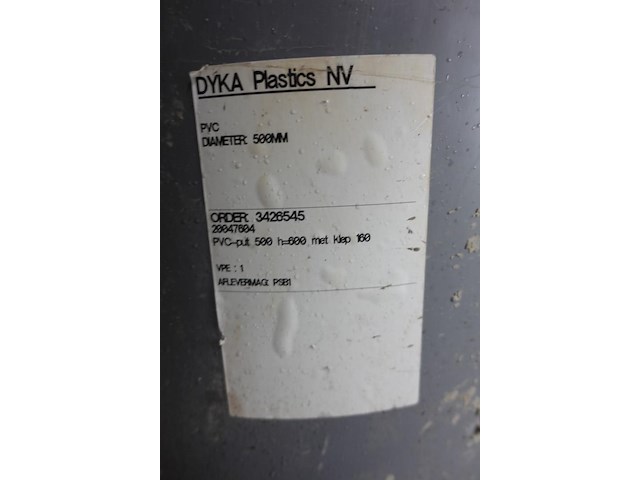 DYKA Plastics NV
PVC
DIAMETER: 500MM
ORDER: 3426545
20047604
PVC-put 500 h=600 met klep 160
VPE : 1
AFLEVERMAG: PSB1